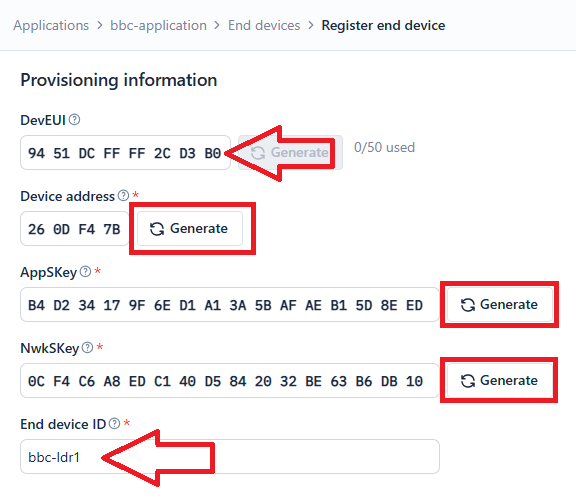 Applications > bbc-application > End devices > Register end device
Provisioning information
DevEUI
94 51 DC FF FF 2C D3 B0 Generate 0/50 used
Device address *
26 0D F4 7B Generate
AppSKey *
B4 D2 34 17 9F 6E D1 A1 3A 5B AF AE B1 5D 8E ED Generate
NwkSKey *
0C F4 C6 A8 ED C1 40 D5 84 20 32 BE 63 B6 DB 10 Generate
End device ID *
bbc-ldr1